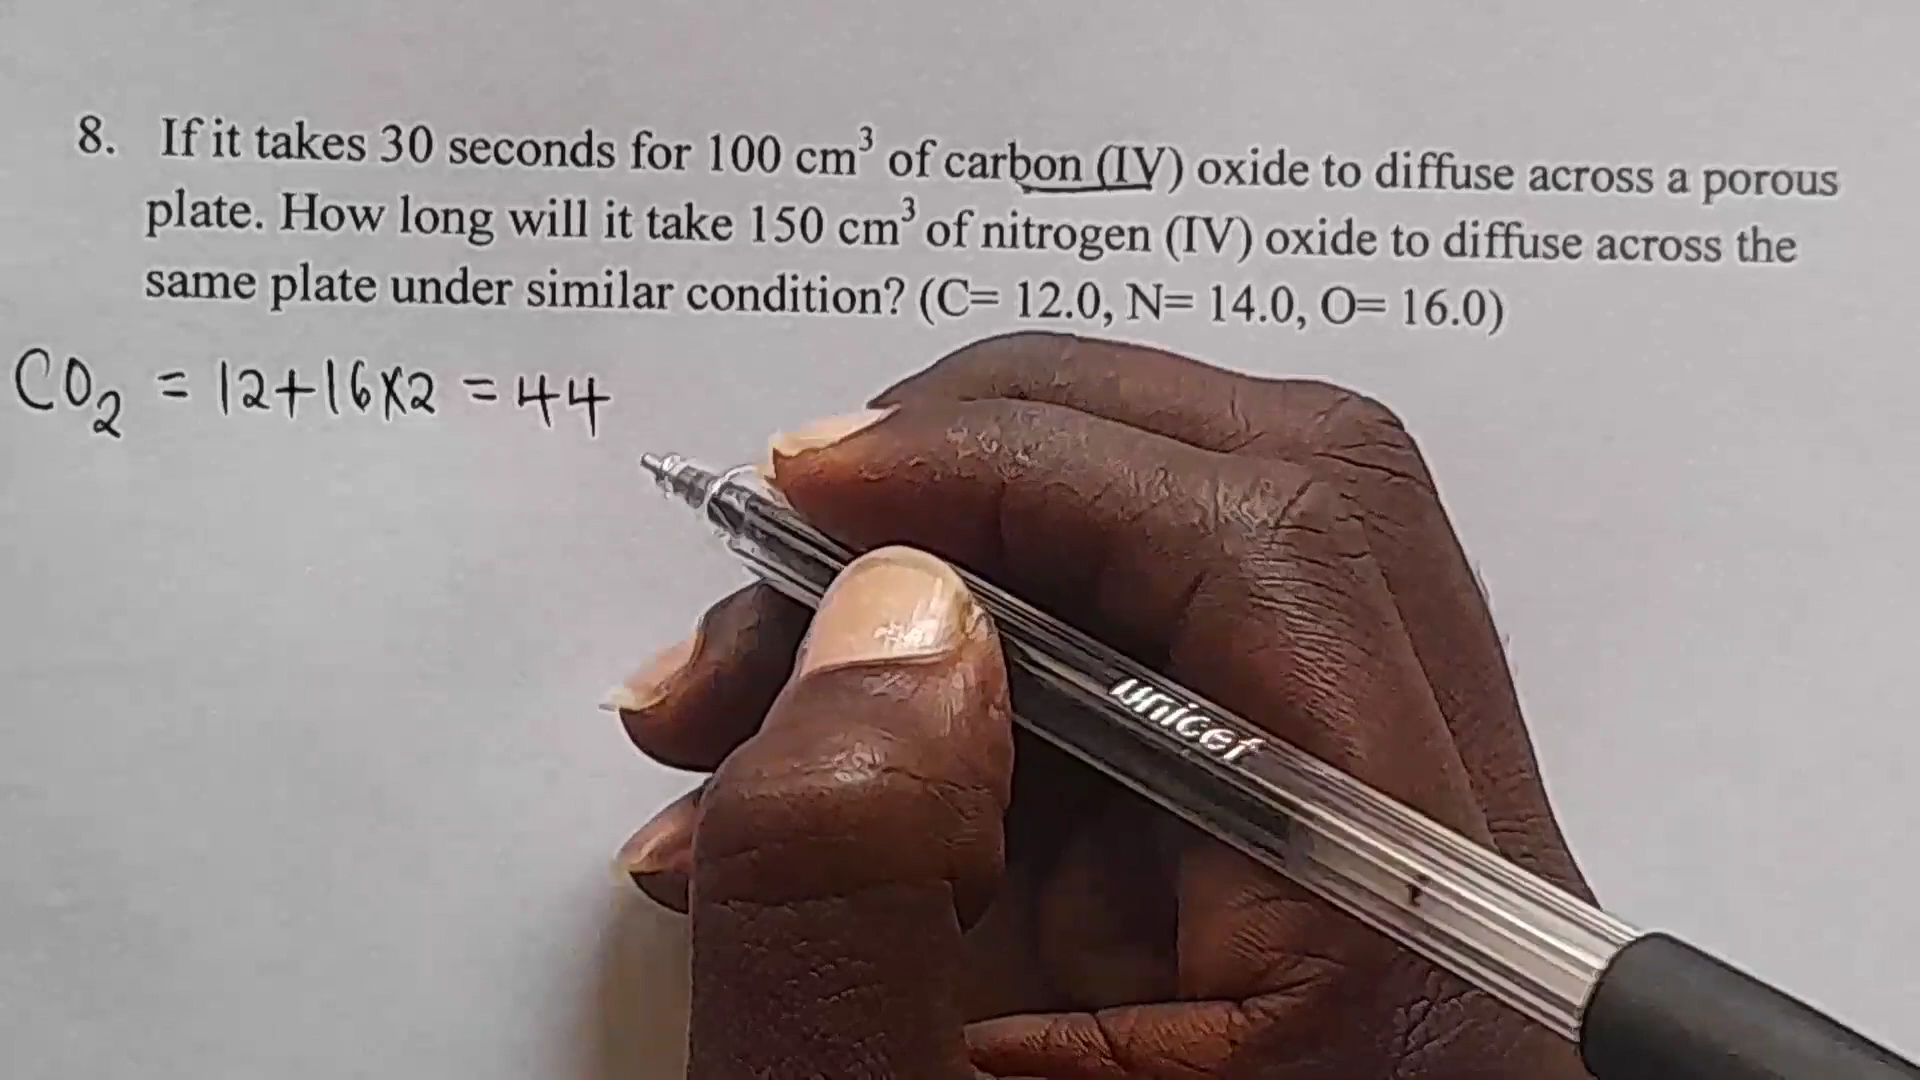 8. If it takes 30 seconds for 100 cm³ of carbon (IV) oxide to diffuse across a porous
plate. How long will it take 150 cm³ of nitrogen (IV) oxide to diffuse across the
same plate under similar condition? (C= 12.0, N= 14.0, O= 16.0)
CO₂ = 12+16×2 = 44
unicef